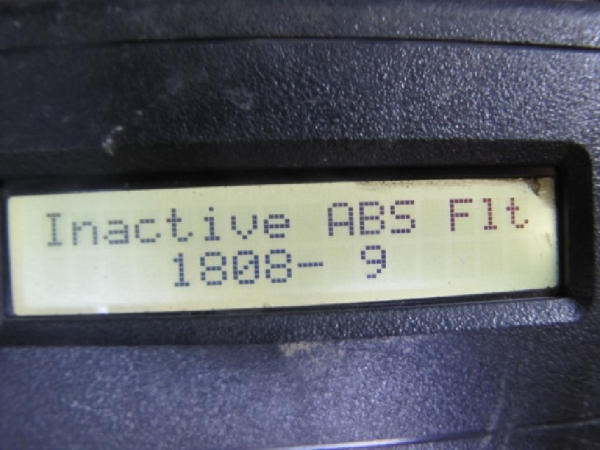 Inactive ABS Flt
1808- 9